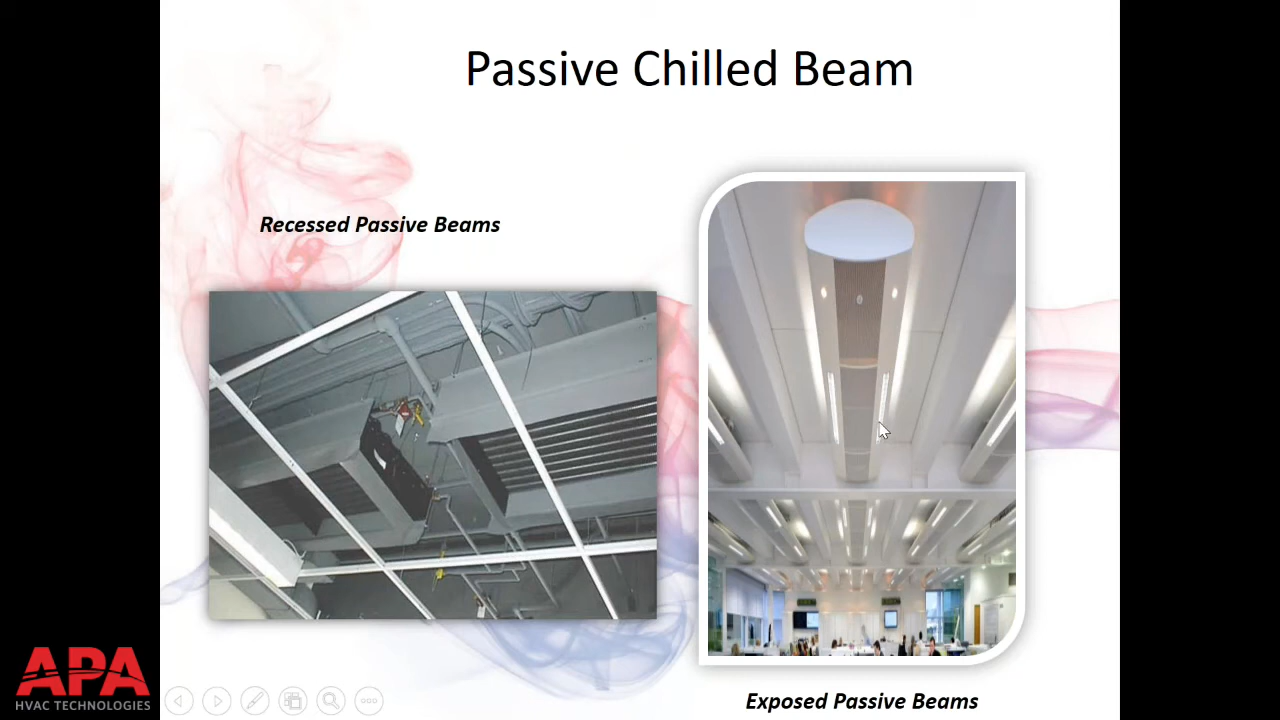 Passive Chilled Beam
Recessed Passive Beams
Exposed Passive Beams
APA
HVAC TECHNOLOGIES